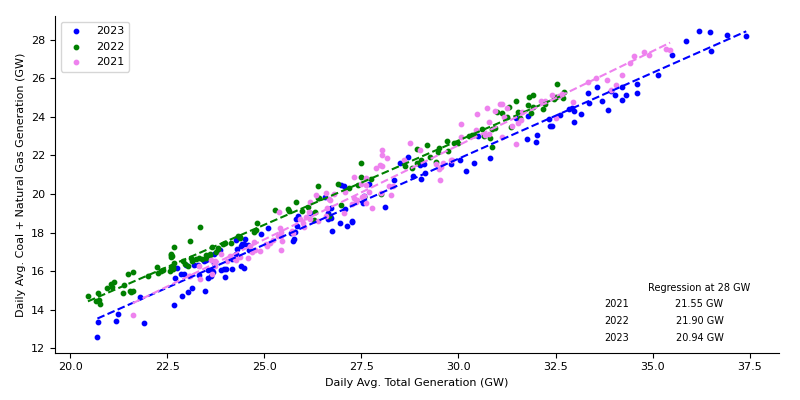 2023
2022
2021
Daily Avg. Coal + Natural Gas Generation (GW)
28
26
24
22
20
18
16
14
12
Regression at 28 GW
2021 21.55 GW
2022 21.90 GW
2023 20.94 GW
20.0 22.5 25.0 27.5 30.0 32.5 35.0 37.5
Daily Avg. Total Generation (GW)